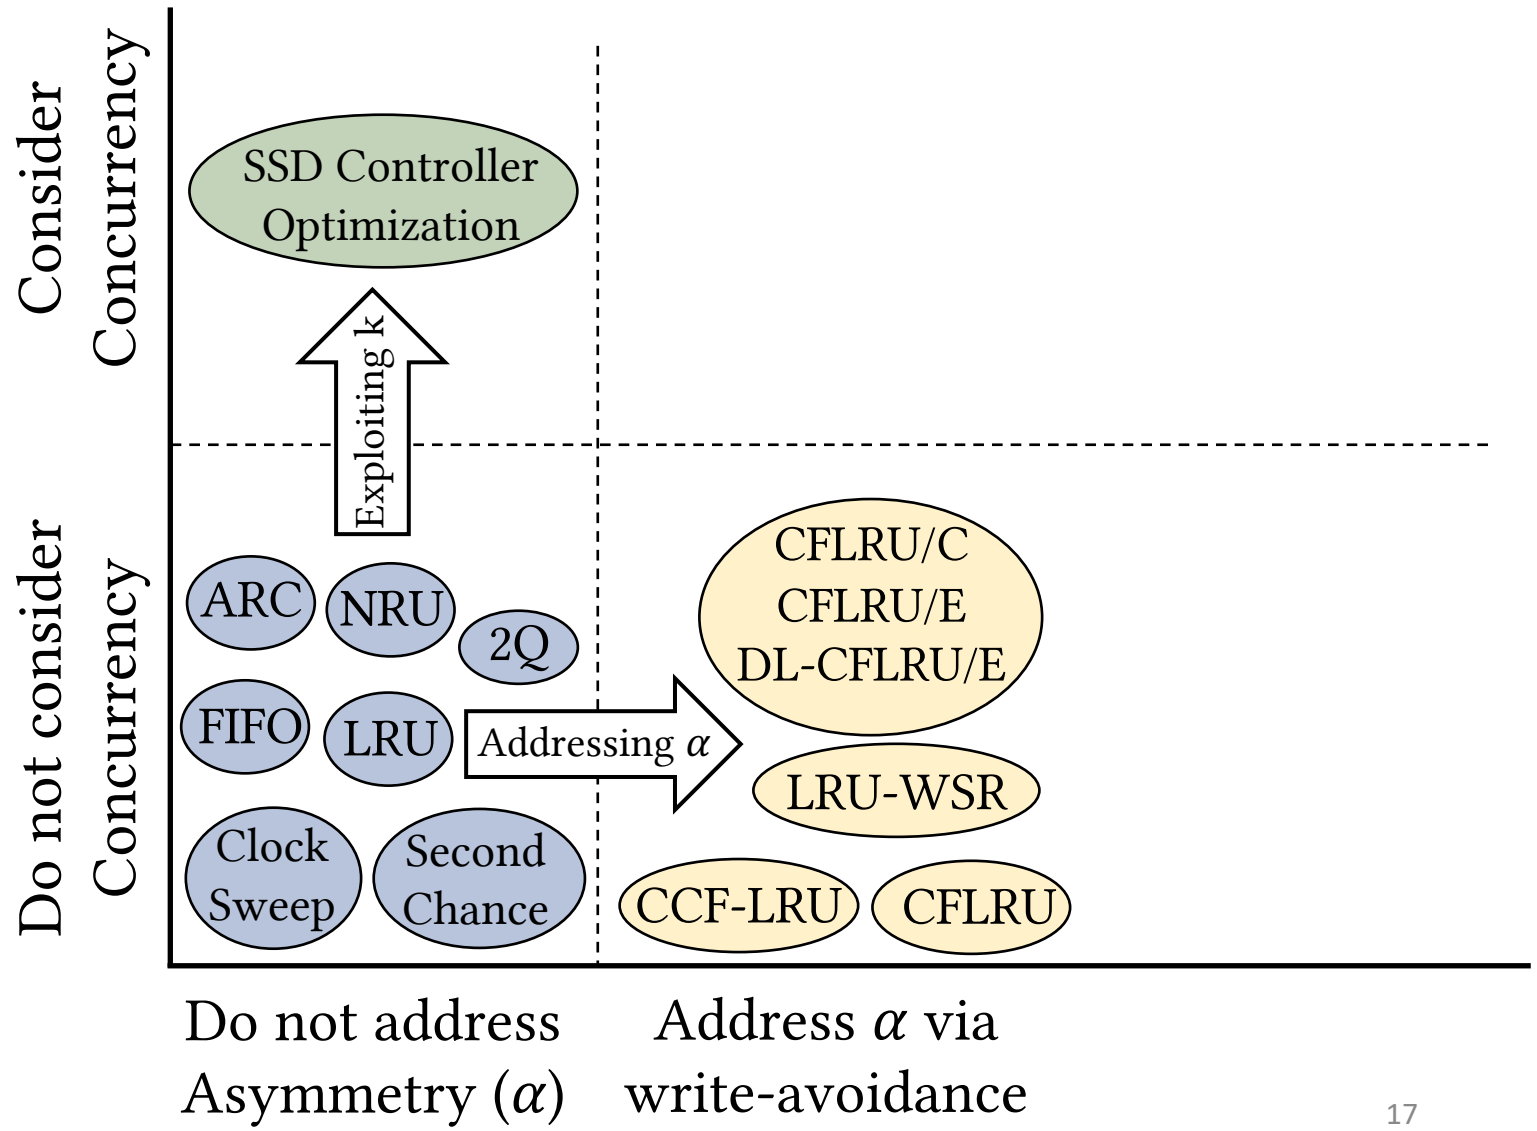 Consider
Concurrency
SSD Controller
Optimization
Exploiting k
Do not consider
Concurrency
ARC
NRU
2Q
FIFO
LRU
Addressing α
Clock
Sweep
Second
Chance
CFLRU/C
CFLRU/E
DL-CFLRU/E
LRU-WSR
CCF-LRU
CFLRU
Do not address
Asymmetry (α)
Address α via
write-avoidance
17